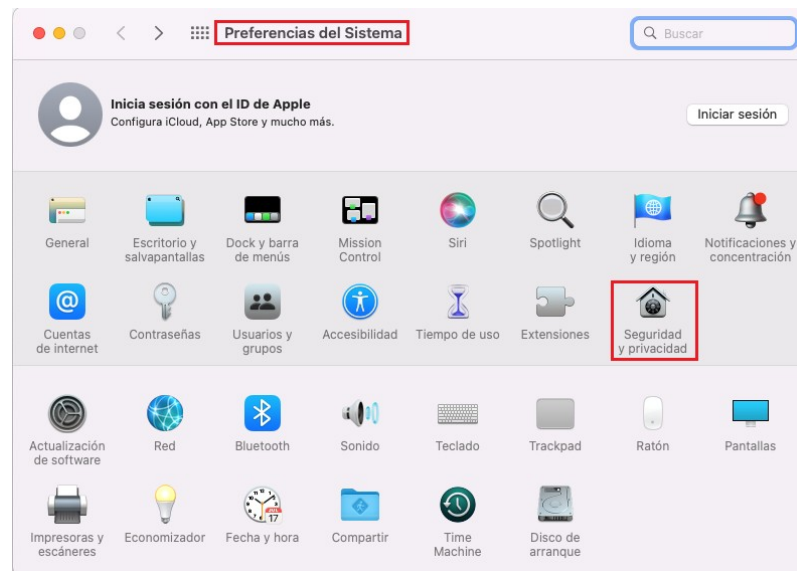 Preferencias del Sistema
Buscar
Inicia sesión con el ID de Apple
Configura iCloud, App Store y mucho más.
Iniciar sesión
General
Escritorio y
salvapantallas
Dock y barra
de menús
Mission
Control
Siri
Spotlight
Idioma
y región
Notificaciones y
concentración
Cuentas
de internet
Contraseñas
Usuarios y
grupos
Accesibilidad
Tiempo de uso
Extensiones
Seguridad
y privacidad
Actualización
de software
Red
Bluetooth
Sonido
Teclado
Trackpad
Ratón
Pantallas
Impresoras y
escáneres
Economizador
17
Fecha y hora
Compartir
Time
Machine
Disco de
arranque